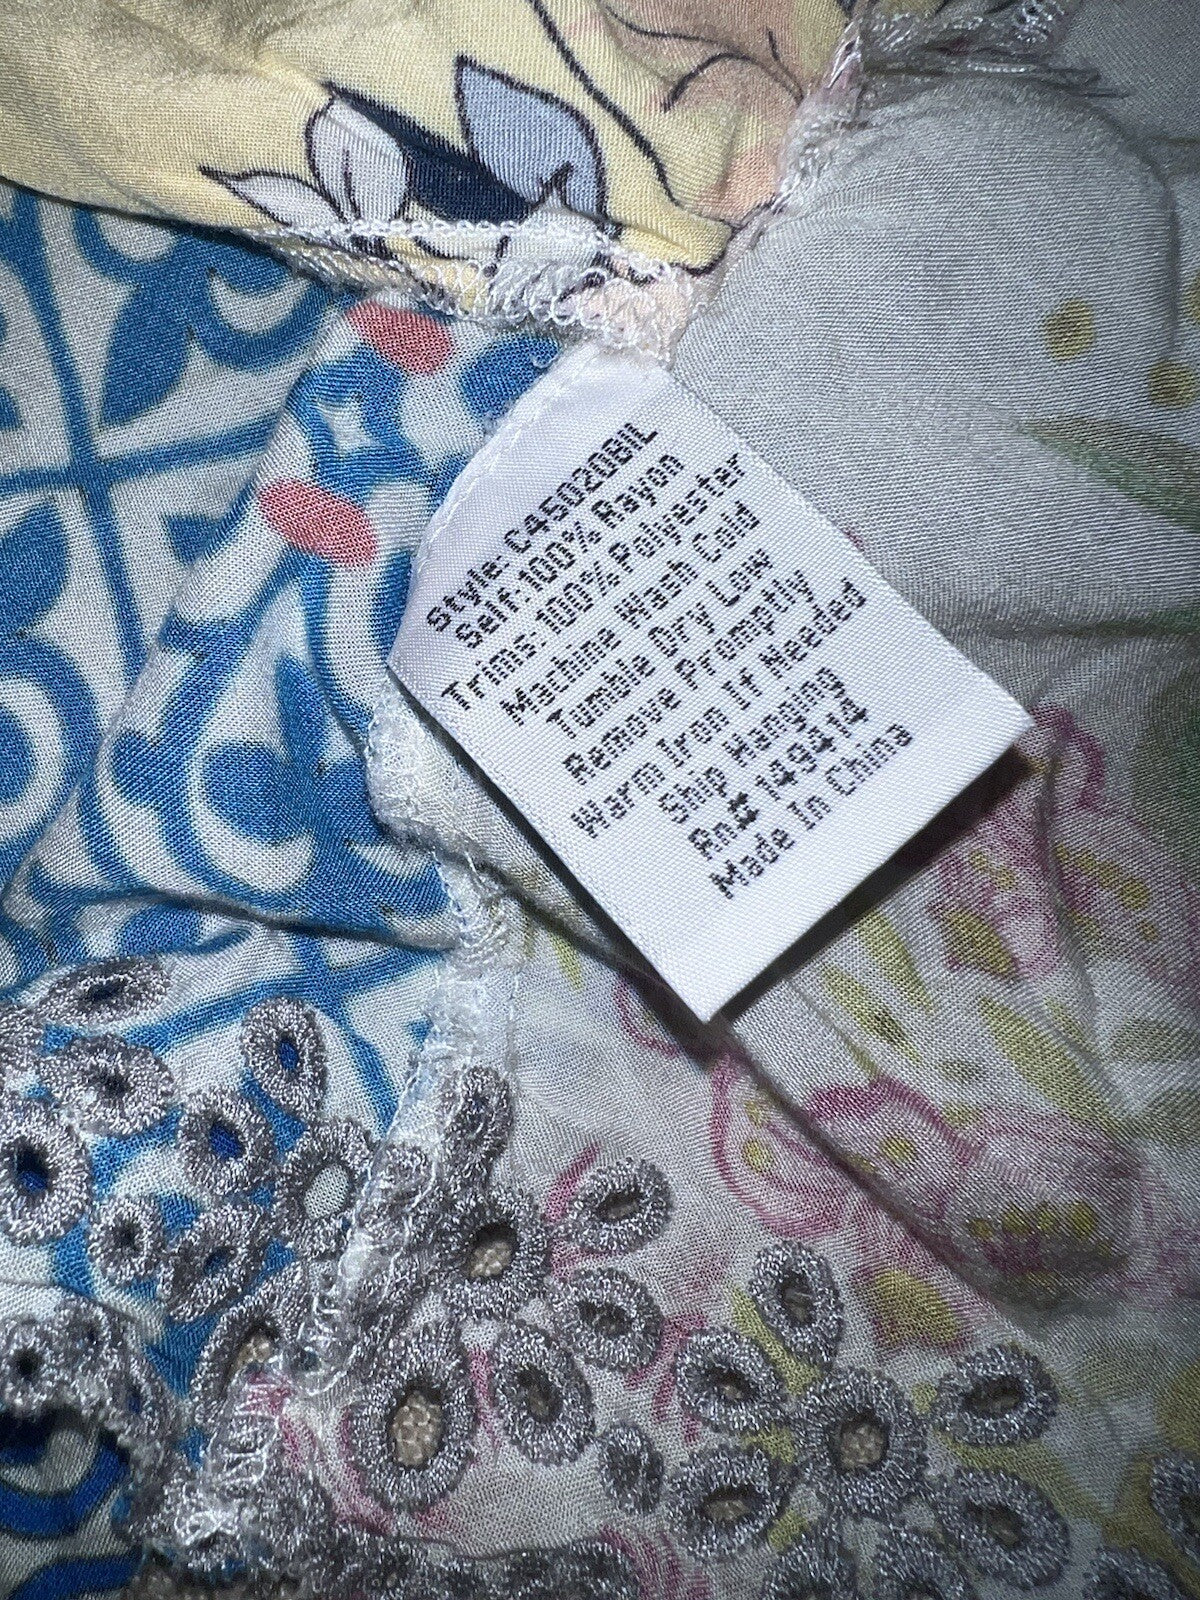 Style: C450208IL
Self: 100% Rayon
Trims: 100% Polyester
Machine Wash Cold
Tumble Dry Low
Remove Promptly
Warm Iron If Needed
Ship Hanging
Rn# 149414
Made In China